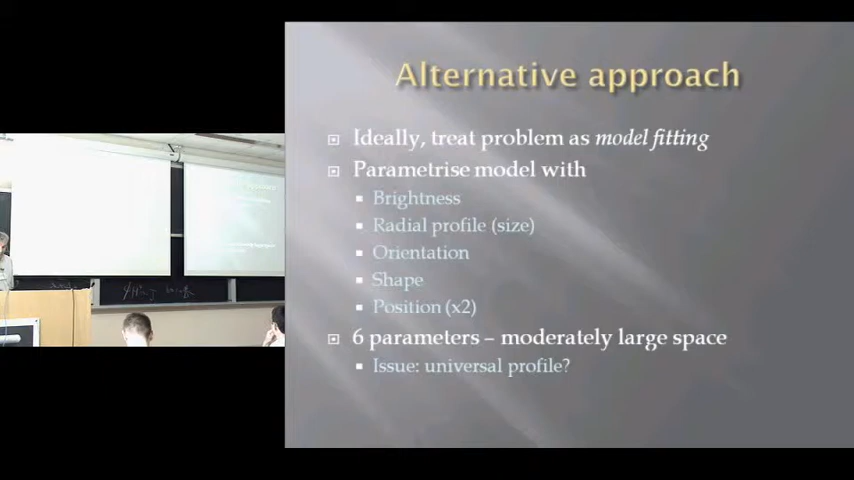 Alternative approach
Ideally, treat problem as model fitting
Parametrise model with
Brightness
Radial profile (size)
Orientation
Shape
Position (x2)
6 parameters – moderately large space
Issue: universal profile?